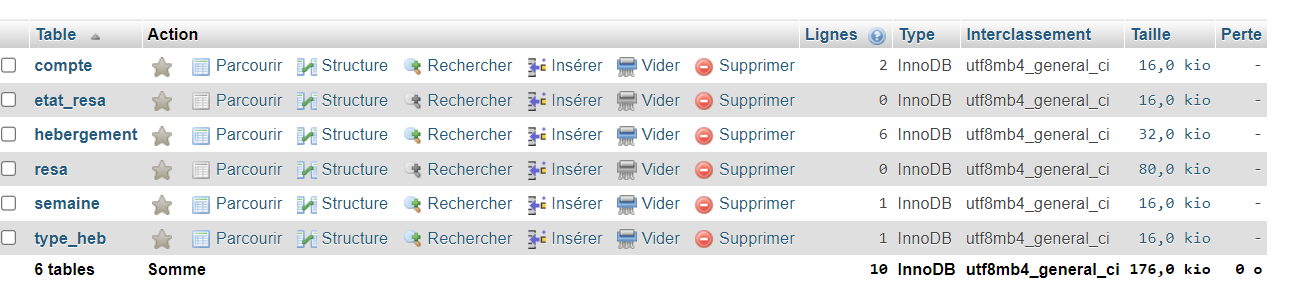 Table Action Lignes Type Interclassement Taille Perte
compte Parcourir Structure Rechercher Insérer Vider Supprimer 2 InnoDB utf8mb4_general_ci 16,0 kio -
etat_resa Parcourir Structure Rechercher Insérer Vider Supprimer 0 InnoDB utf8mb4_general_ci 16,0 kio -
hebergement Parcourir Structure Rechercher Insérer Vider Supprimer 6 InnoDB utf8mb4_general_ci 32,0 kio -
resa Parcourir Structure Rechercher Insérer Vider Supprimer 0 InnoDB utf8mb4_general_ci 80,0 kio -
semaine Parcourir Structure Rechercher Insérer Vider Supprimer 1 InnoDB utf8mb4_general_ci 16,0 kio -
type_heb Parcourir Structure Rechercher Insérer Vider Supprimer 1 InnoDB utf8mb4_general_ci 16,0 kio -
6 tables Somme 10 InnoDB utf8mb4_general_ci 176,0 kio 0 o